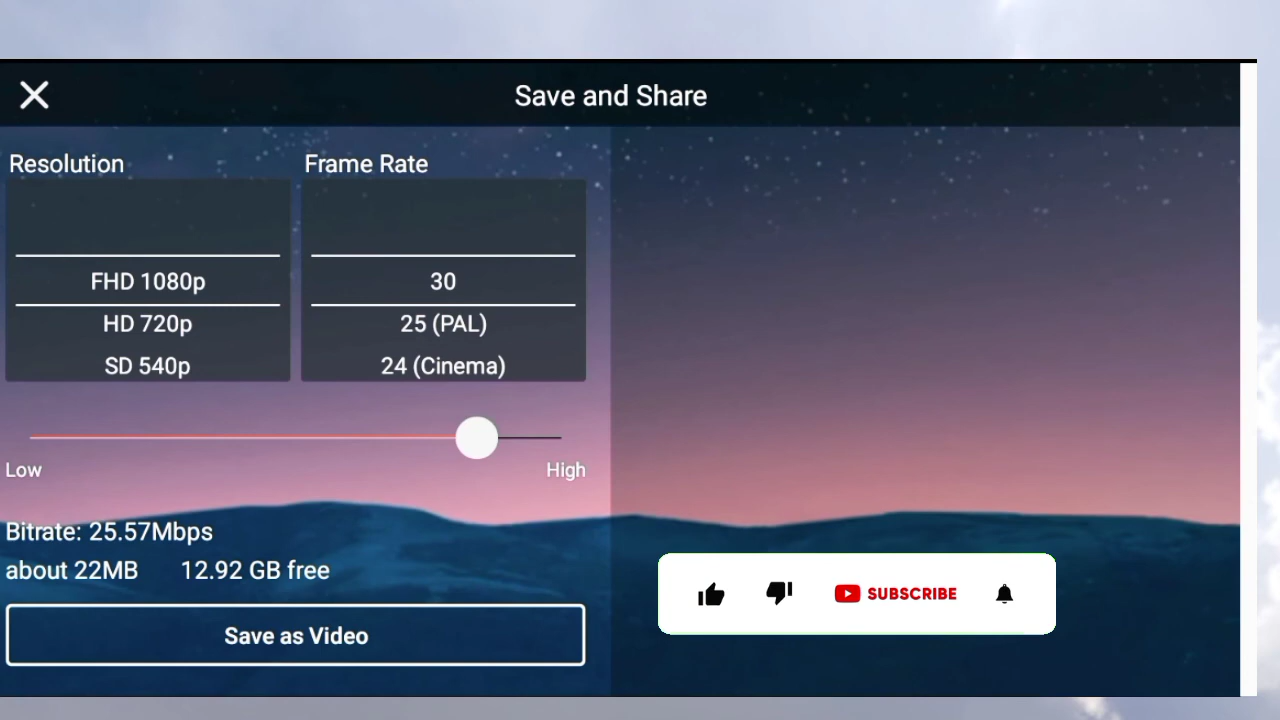 Save and Share
Resolution
Frame Rate
FHD 1080p
30
HD 720p
25 (PAL)
SD 540p
24 (Cinema)
Low
High
Bitrate: 25.57Mbps
about 22MB 12.92 GB free
Save as Video
SUBSCRIBE